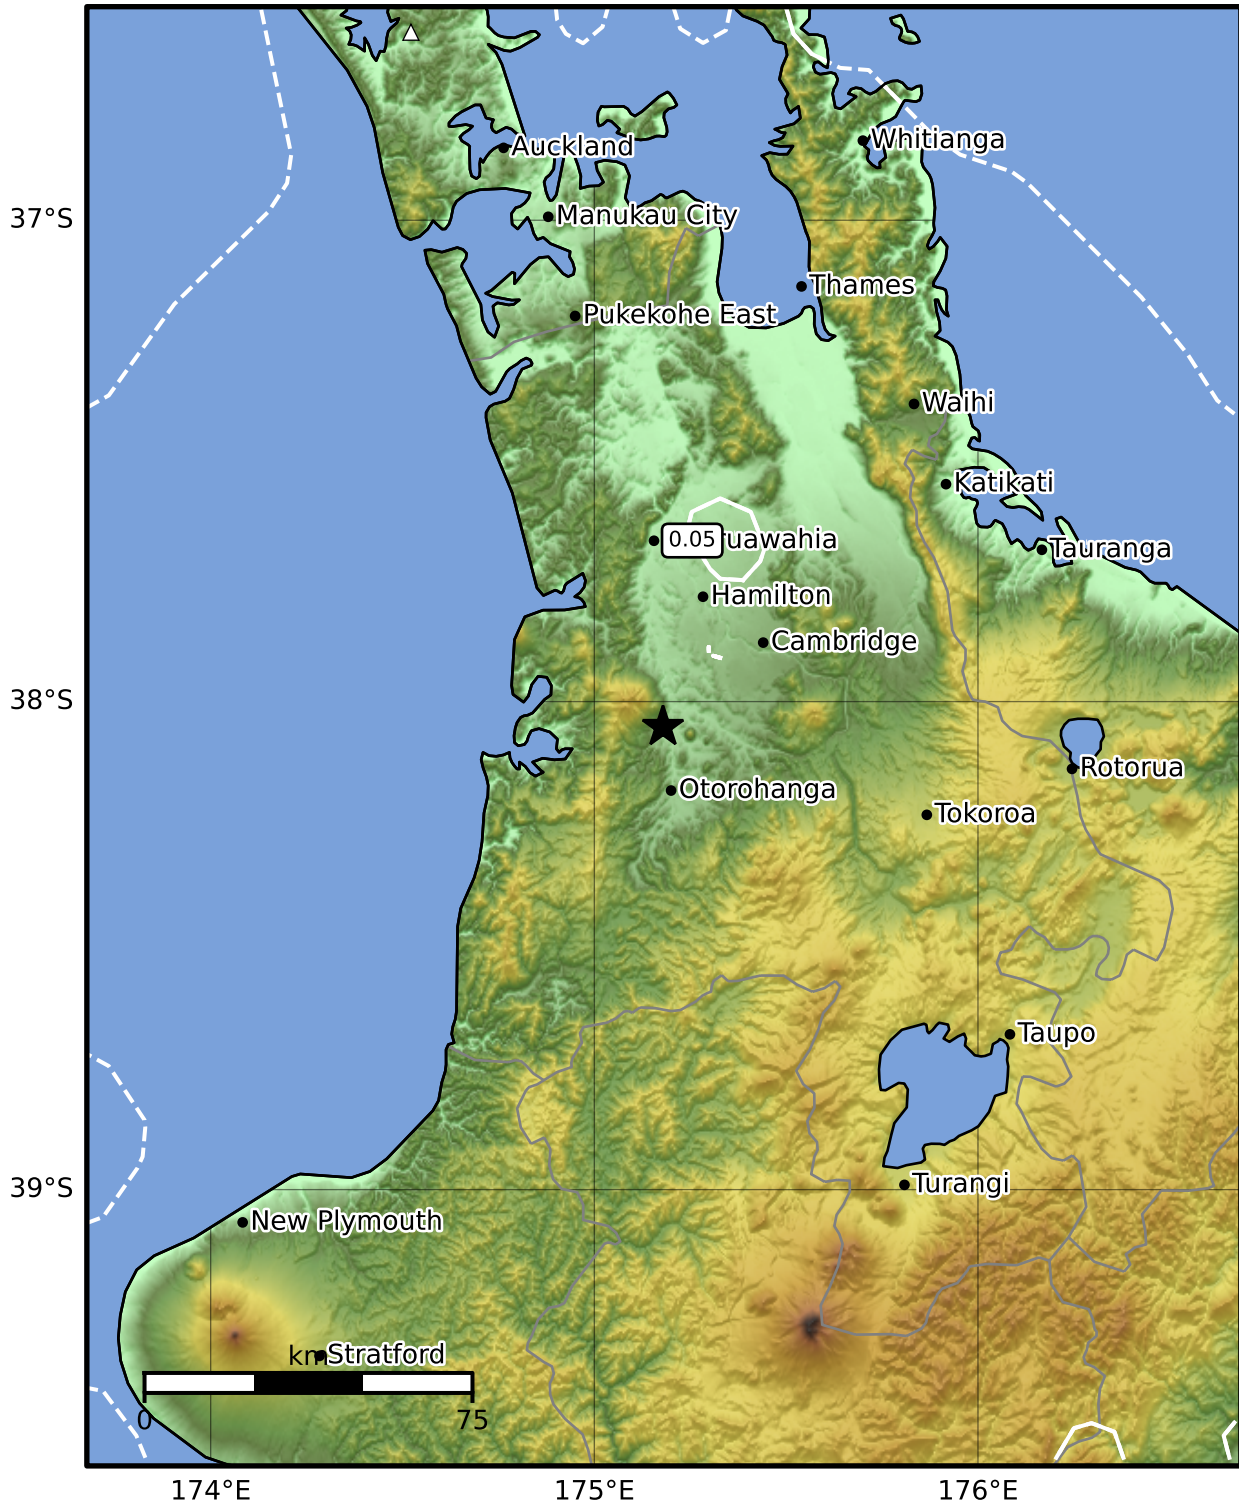 Auckland
Whitianga
Manukau City
37°S
Thames
Pukekohe East
Waihi
Katikati
0.05
uawahia
Tauranga
Hamilton
Cambridge
38°S
Rotorua
Otorohanga
Tokoroa
Taupo
39°S
Turangi
New Plymouth
km
Stratford
0
75
174°E
175°E
176°E